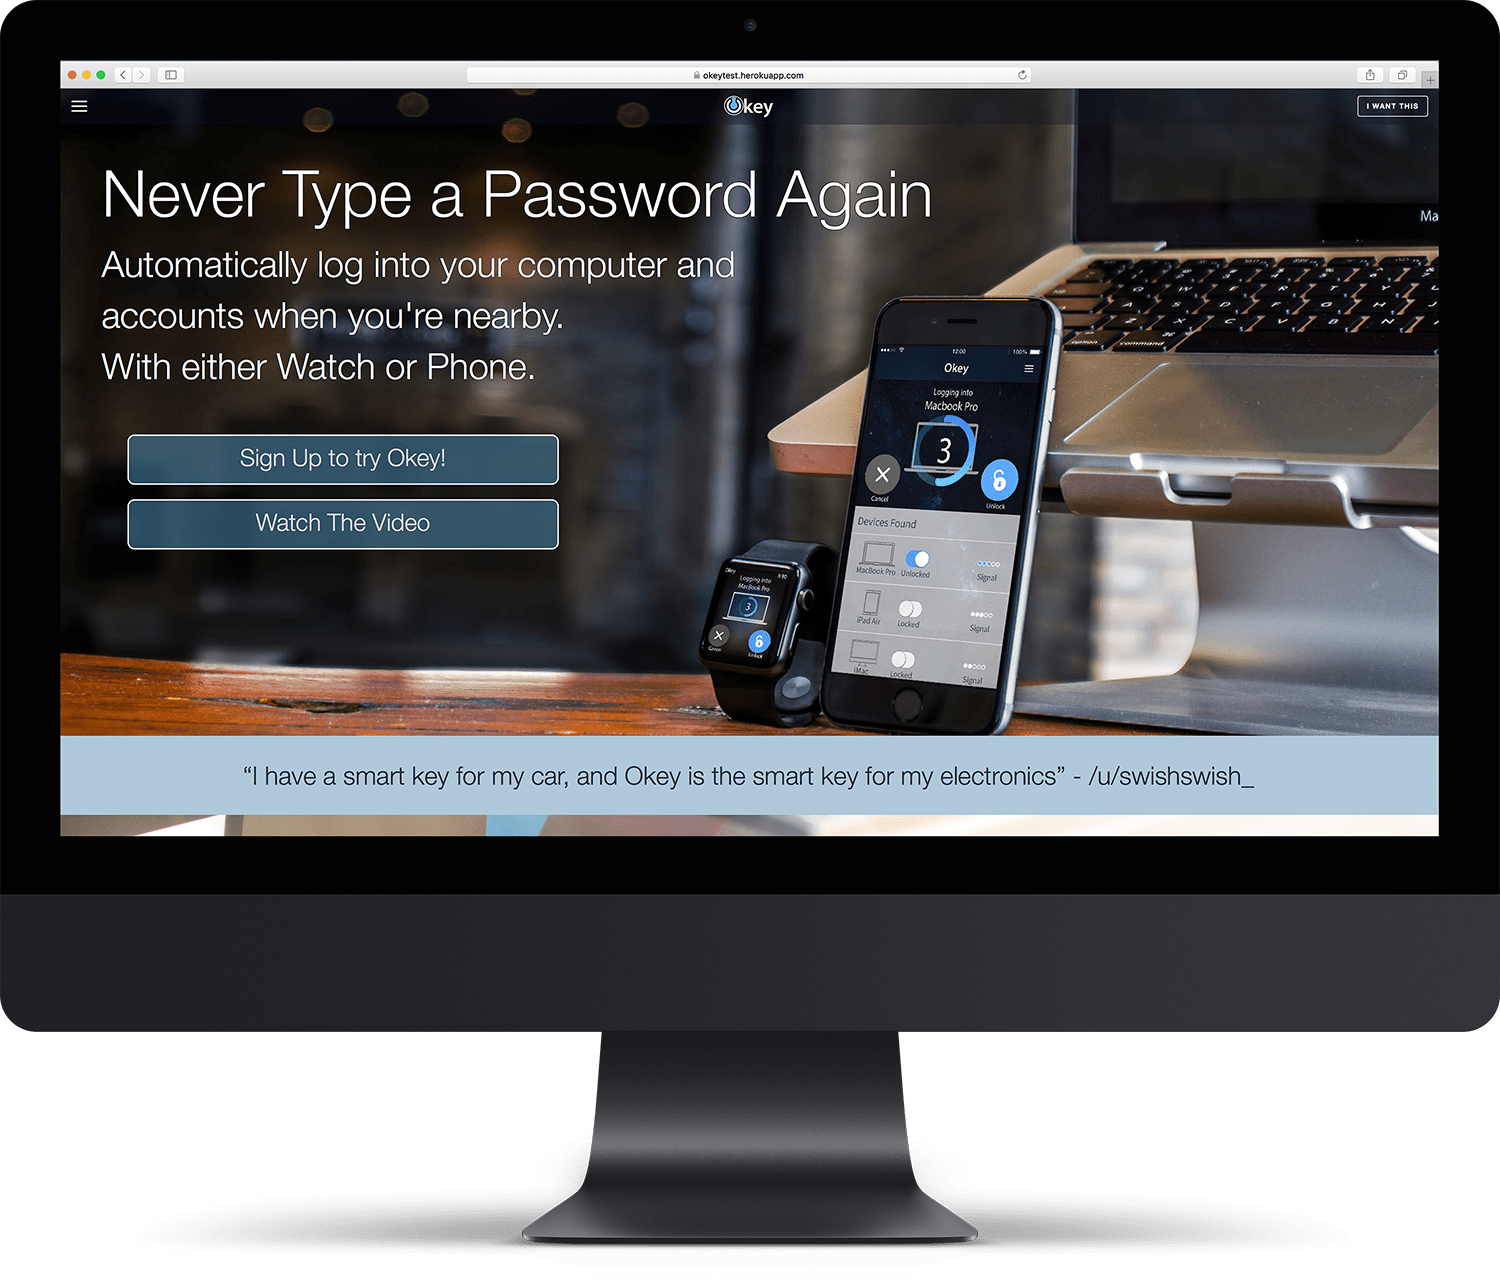 okeytest.herokuapp.com
Okey
I WANT THIS
Never Type a Password Again
Automatically log into your computer and
accounts when you're nearby.
With either Watch or Phone.
Sign Up to try Okey!
Watch The Video
Ma
option
command
12:00
100%
Okey
Logging into
Macbook Pro
3
Cancel
Unlock
Devices Found
MacBook Pro
Unlocked
Signal
iPad Air
Locked
Signal
iMac
Locked
Signal
Okey
Logging into
MacBook Pro
3
Cancel
Unlock
“I have a smart key for my car, and Okey is the smart key for my electronics” - /u/swishswish_